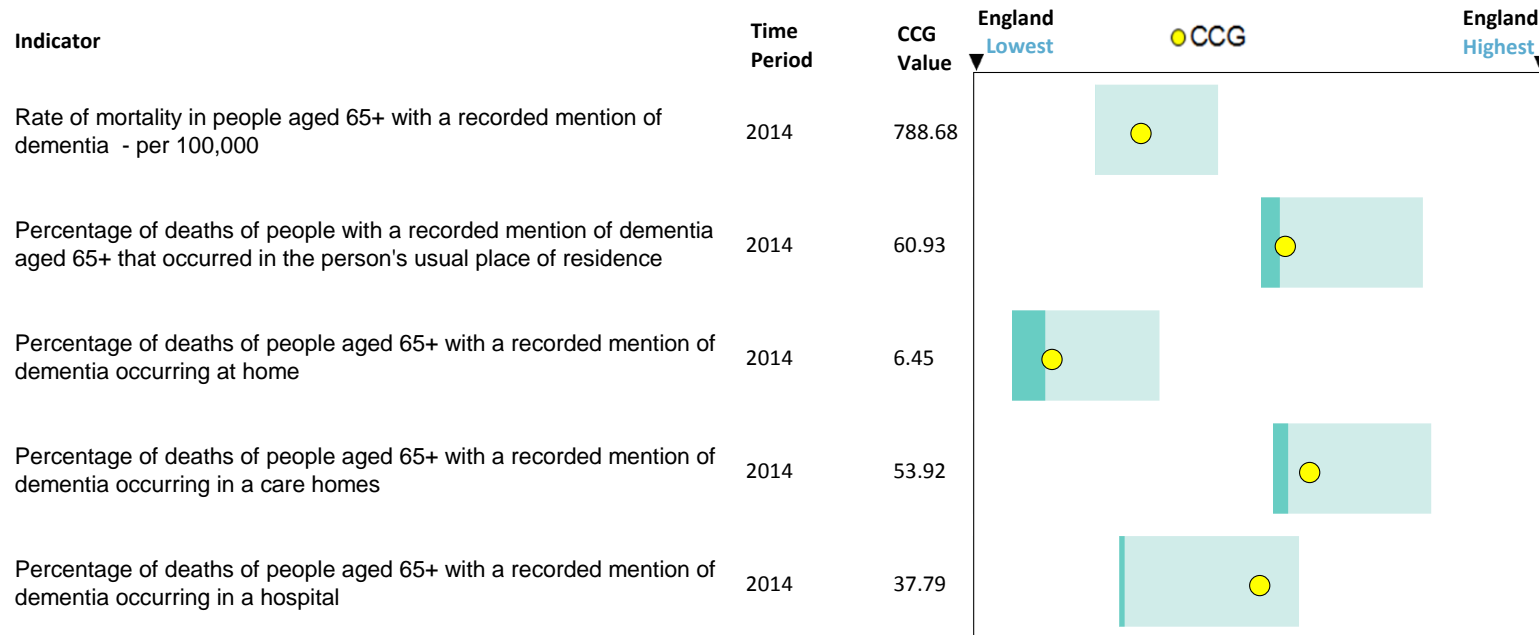 Indicator
Time
Period
CCG
Value
England
Lowest
CCG
England
Highest
Rate of mortality in people aged 65+ with a recorded mention of
dementia - per 100,000
2014
788.68
Percentage of deaths of people with a recorded mention of dementia
aged 65+ that occurred in the person's usual place of residence
2014
60.93
Percentage of deaths of people aged 65+ with a recorded mention of
dementia occurring at home
2014
6.45
Percentage of deaths of people aged 65+ with a recorded mention of
dementia occurring in a care homes
2014
53.92
Percentage of deaths of people aged 65+ with a recorded mention of
dementia occurring in a hospital
2014
37.79